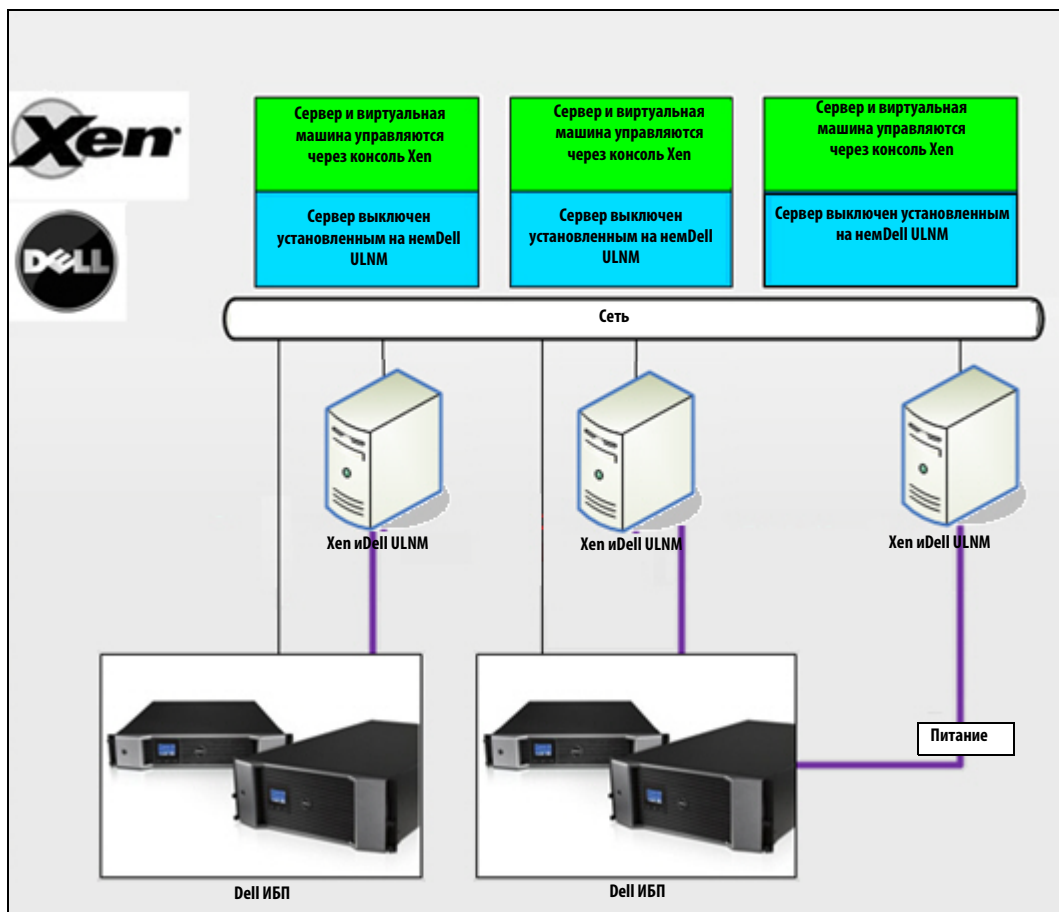 Xen
DELL
Сервер и виртуальная
машина управляются
через консоль Xen
Сервер и виртуальная
машина управляются
через консоль Xen
Сервер и виртуальная
машина управляются
через консоль Xen
Сервер выключен
установленным на немDell
ULNM
Сервер выключен
установленным на немDell
ULNM
Сервер выключен установленным
на немDell ULNM
Сеть
Xen иDell ULNM
Xen иDell ULNM
Xen иDell ULNM
Питание
Dell ИБП
Dell ИБП